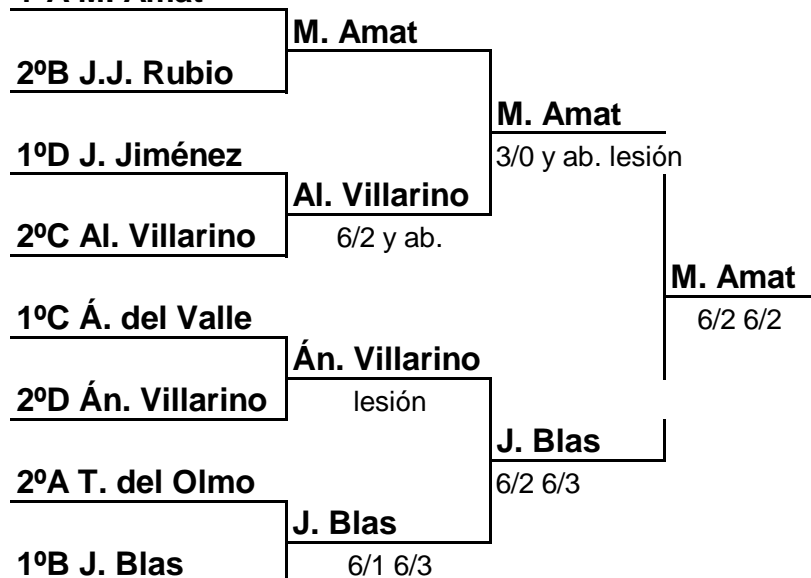 M. Amat
2ºB J.J. Rubio
M. Amat
1ºD J. Jiménez
3/0 y ab. lesión
Al. Villarino
2ºC Al. Villarino
6/2 y ab.
M. Amat
1ºC Á. del Valle
6/2 6/2
Án. Villarino
2ºD Án. Villarino
lesión
J. Blas
2ºA T. del Olmo
6/2 6/3
J. Blas
1ºB J. Blas
6/1 6/3